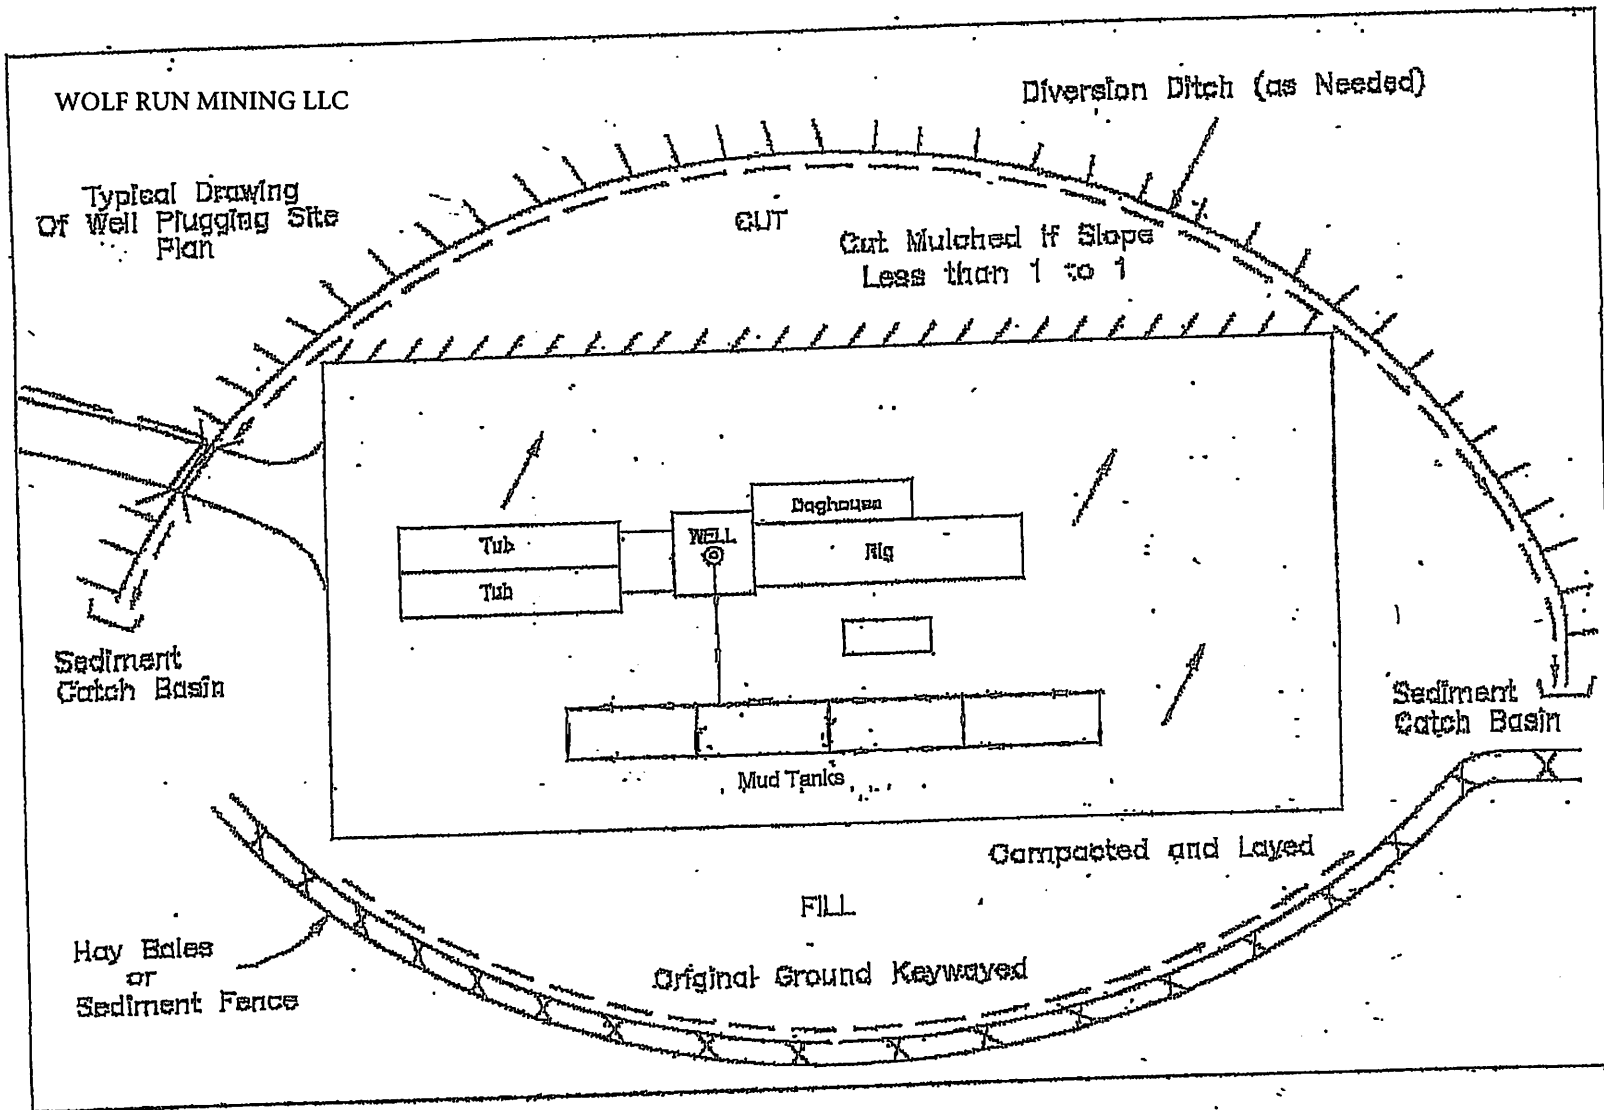 WOLF RUN MINING LLC
Diversion Ditch (as Needed)
Typical Drawing
Of Well Plugging Site
Plan
CUT
Cut Mulched if Slope
Less than 1 to 1
Doghouse
Tub
WELL
Rig
Tub
Sediment
Catch Basin
Sediment
Catch Basin
Mud Tanks
Compacted and Layed
FILL
Hay Bales
or
Sediment Fence
Original Ground Keywayed